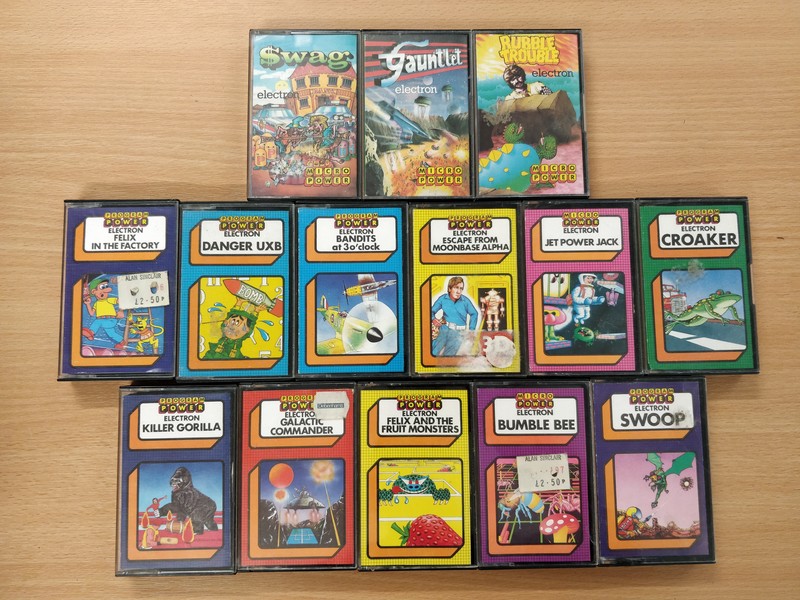 $wag
electron
MICRO
POWER
Gauntlet
electron
MICRO
POWER
RUBBLE
TROUBLE
electron
MICRO
POWER
PROGRAM
POWER
ELECTRON
FELIX
IN THE FACTORY
ALAN SINCLAIR
£2·50P
PROGRAM
POWER
ELECTRON
DANGER UXB
BOMB
PROGRAM
POWER
ELECTRON
BANDITS
at 3o'clock
PROGRAM
POWER
ELECTRON
ESCAPE FROM
MOONBASE ALPHA
MICRO
POWER
ELECTRON
JET POWER JACK
PROGRAM
POWER
ELECTRON
CROAKER
PROGRAM
POWER
ELECTRON
KILLER GORILLA
PROGRAM
POWER
ELECTRON
GALACTIC
COMMANDER
PROGRAM
POWER
ELECTRON
FELIX AND THE
FRUIT MONSTERS
MICRO
POWER
ELECTRON
BUMBLE BEE
ALAN SINCLAIR
£2·50P
PROGRAM
POWER
ELECTRON
SWOOP